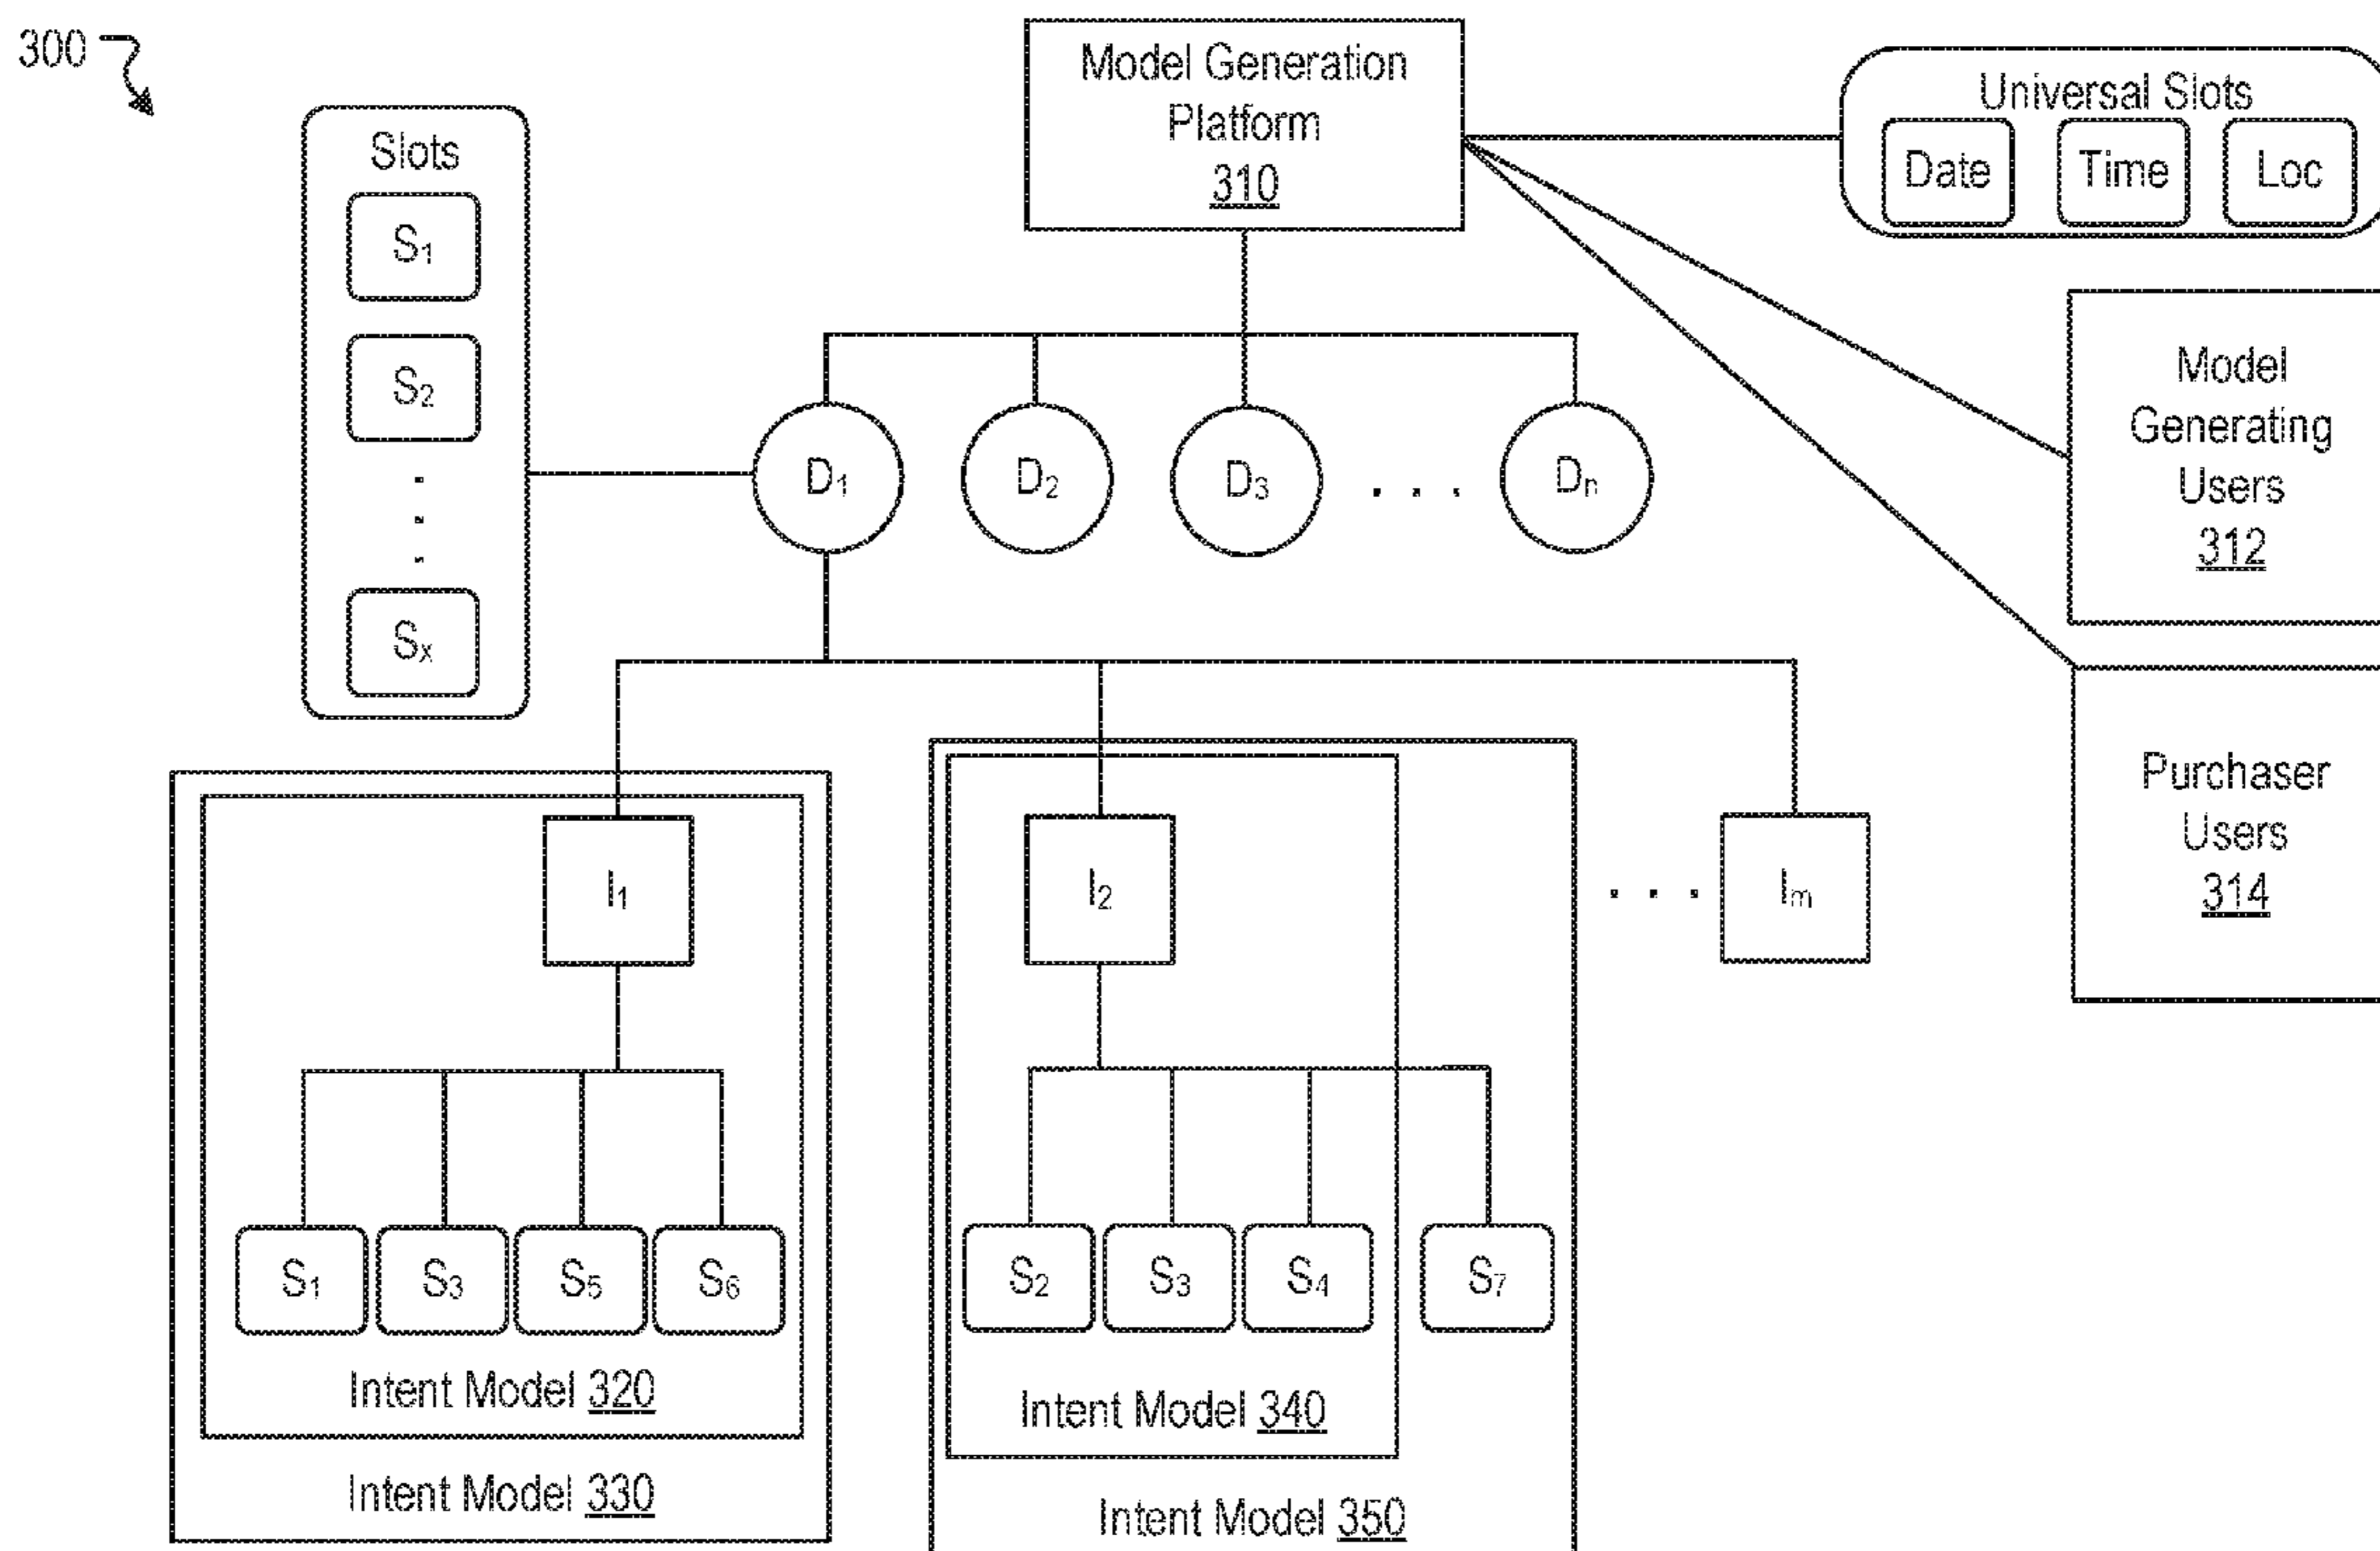 300
Model Generation
Platform
310
Universal Slots
Date Time Loc
Slots
S₁
S₂
Sₓ
D₁ D₂ D₃ . . . Dₙ
Model
Generating
Users
312
Purchaser
Users
314
I₁ I₂ . . . Iₘ
S₁ S₃ S₅ S₆
S₂ S₃ S₄ S₇
Intent Model 320
Intent Model 330
Intent Model 340
Intent Model 350